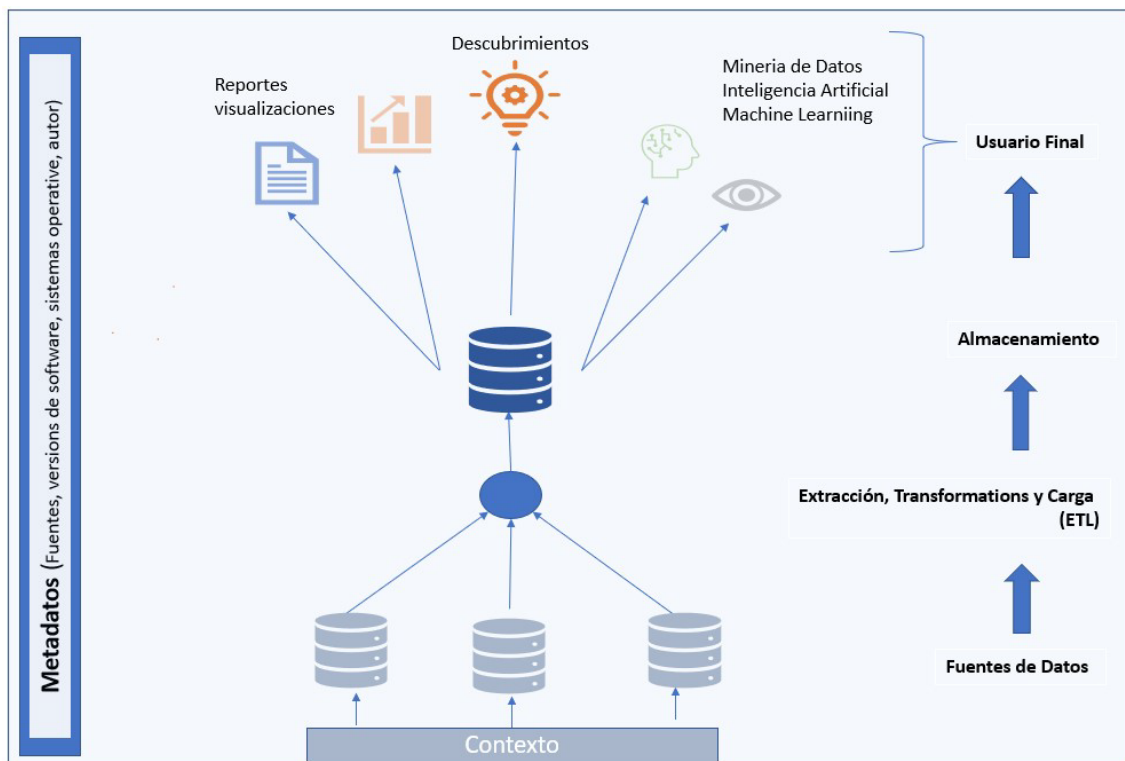 Descubrimientos
Reportes
visualizaciones
Mineria de Datos
Inteligencia Artificial
Machine Learniing
Usuario Final
Almacenamiento
Extracción, Transformations y Carga
(ETL)
Fuentes de Datos
Contexto
Metadatos (Fuentes, versions de software, sistemas operative, autor)